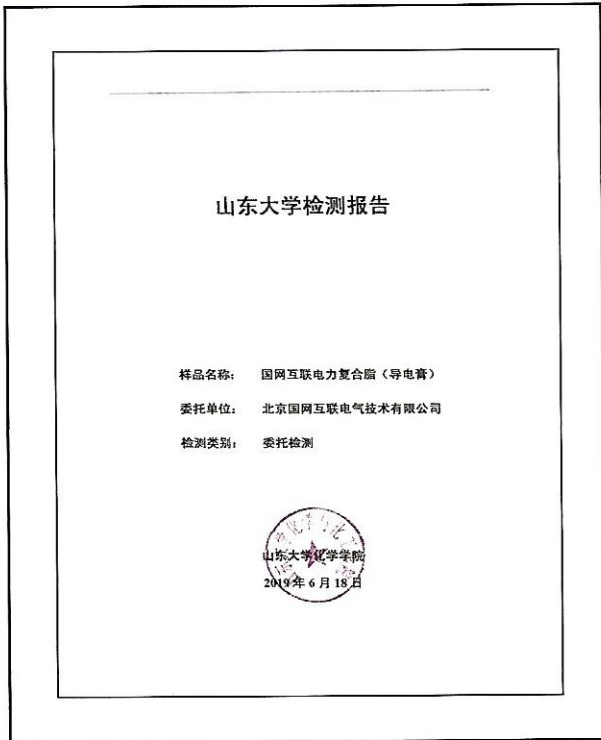 山东大学检测报告
样品名称: 国网互联电力复合脂（导电膏）
委托单位: 北京国网互联电气技术有限公司
检测类别: 委托检测
山东大学化学学院
2019年6月18日